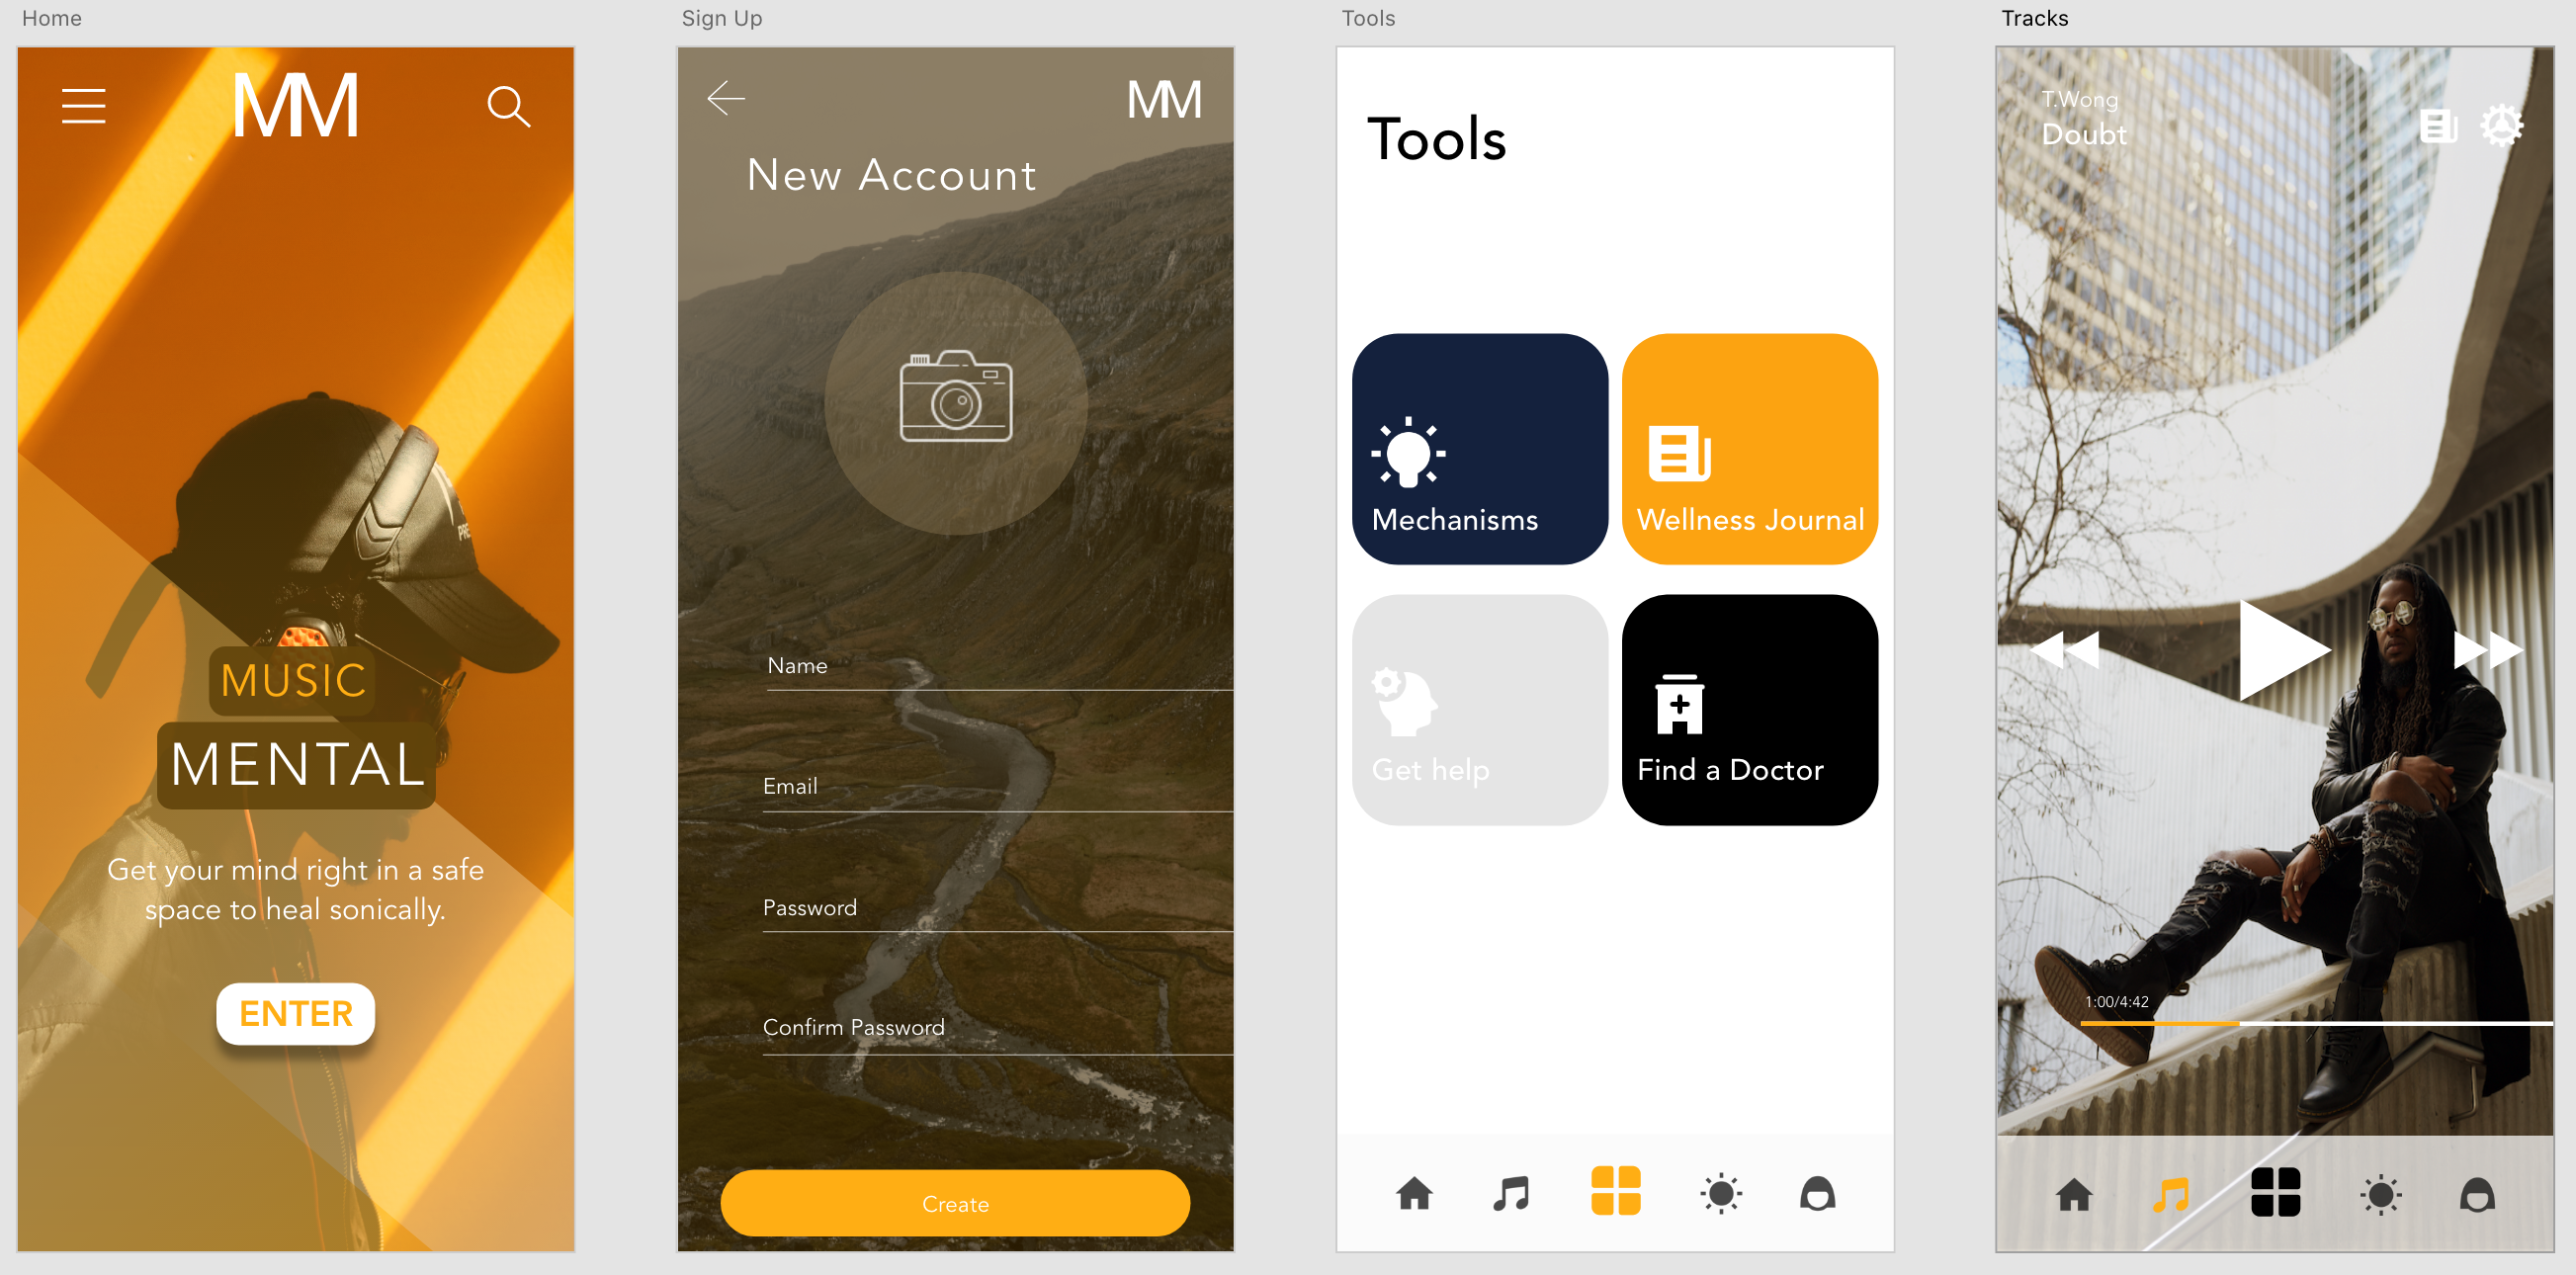 Home
MM
MUSIC
MENTAL
Get your mind right in a safe
space to heal sonically.
ENTER
Sign Up
MM
New Account
Name
Email
Password
Confirm Password
Create
Tools
Tools
Mechanisms
Wellness Journal
Get help
Find a Doctor
Tracks
T.Wong
Doubt
1:00/4:42